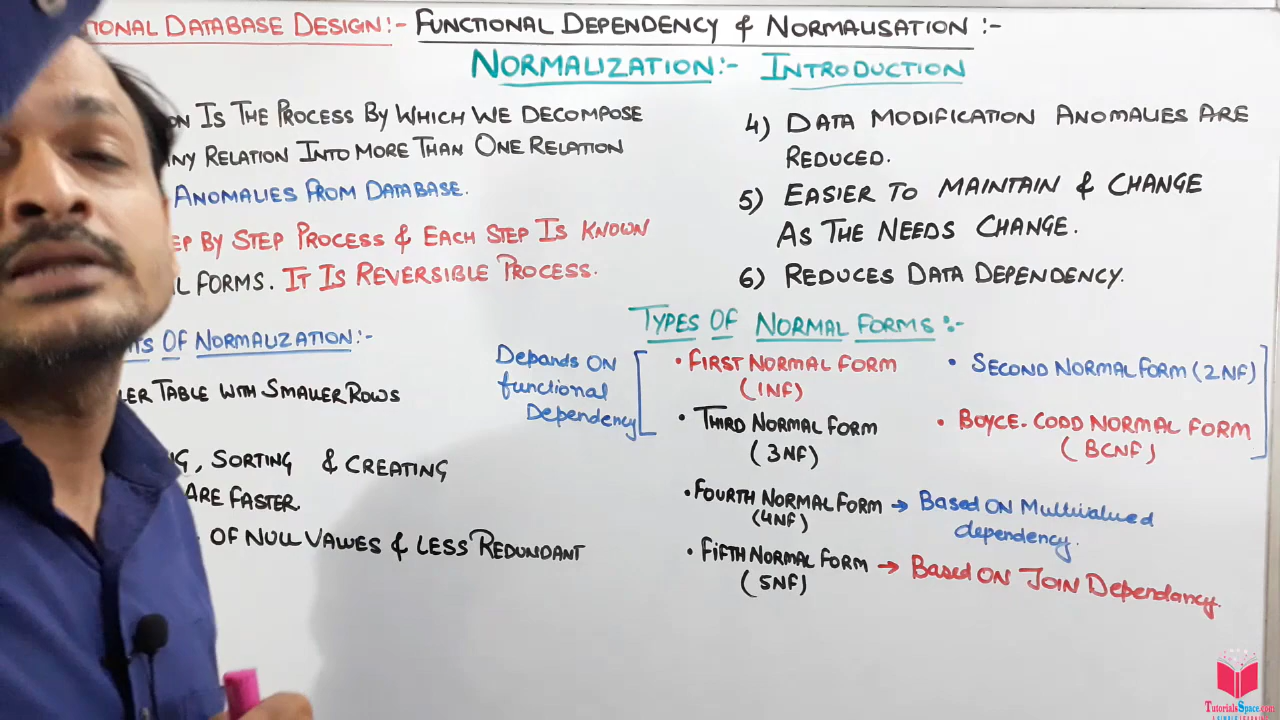 TIONAL DATABASE DESIGN:- FUNCTIONAL DEPENDENCY & NORMALISATION :-
NORMALIZATION:- INTRODUCTION
ON IS THE PROCESS BY WHICH WE DECOMPOSE
NY RELATION INTO MORE THAN ONE RELATION
ANOMALIES FROM DATABASE.
EP BY STEP PROCESS & EACH STEP IS KNOWN
L FORMS. IT IS REVERSIBLE PROCESS.
TS OF NORMALIZATION:-
LER TABLE WITH SMALLER ROWS
NG, SORTING & CREATING
ARE FASTER.
OF NULL VALUES & LESS REDUNDANT
4) DATA MODIFICATION ANOMALIES ARE
REDUCED.
5) EASIER TO MAINTAIN & CHANGE
AS THE NEEDS CHANGE.
6) REDUCES DATA DEPENDENCY.
TYPES OF NORMAL FORMS :-
Depands ON
functional
Dependency
• FIRST NORMAL FORM
(1NF)
• SECOND NORMAL FORM (2NF)
• THIRD NORMAL FORM
(3NF)
• BOYCE-CODD NORMAL FORM
(BCNF)
• FOURTH NORMAL FORM → Based ON Multivalued
(4NF) dependency.
• FIFTH NORMAL FORM → Based ON JOIN Dependancy.
(5NF)
TutorialsSpace.com